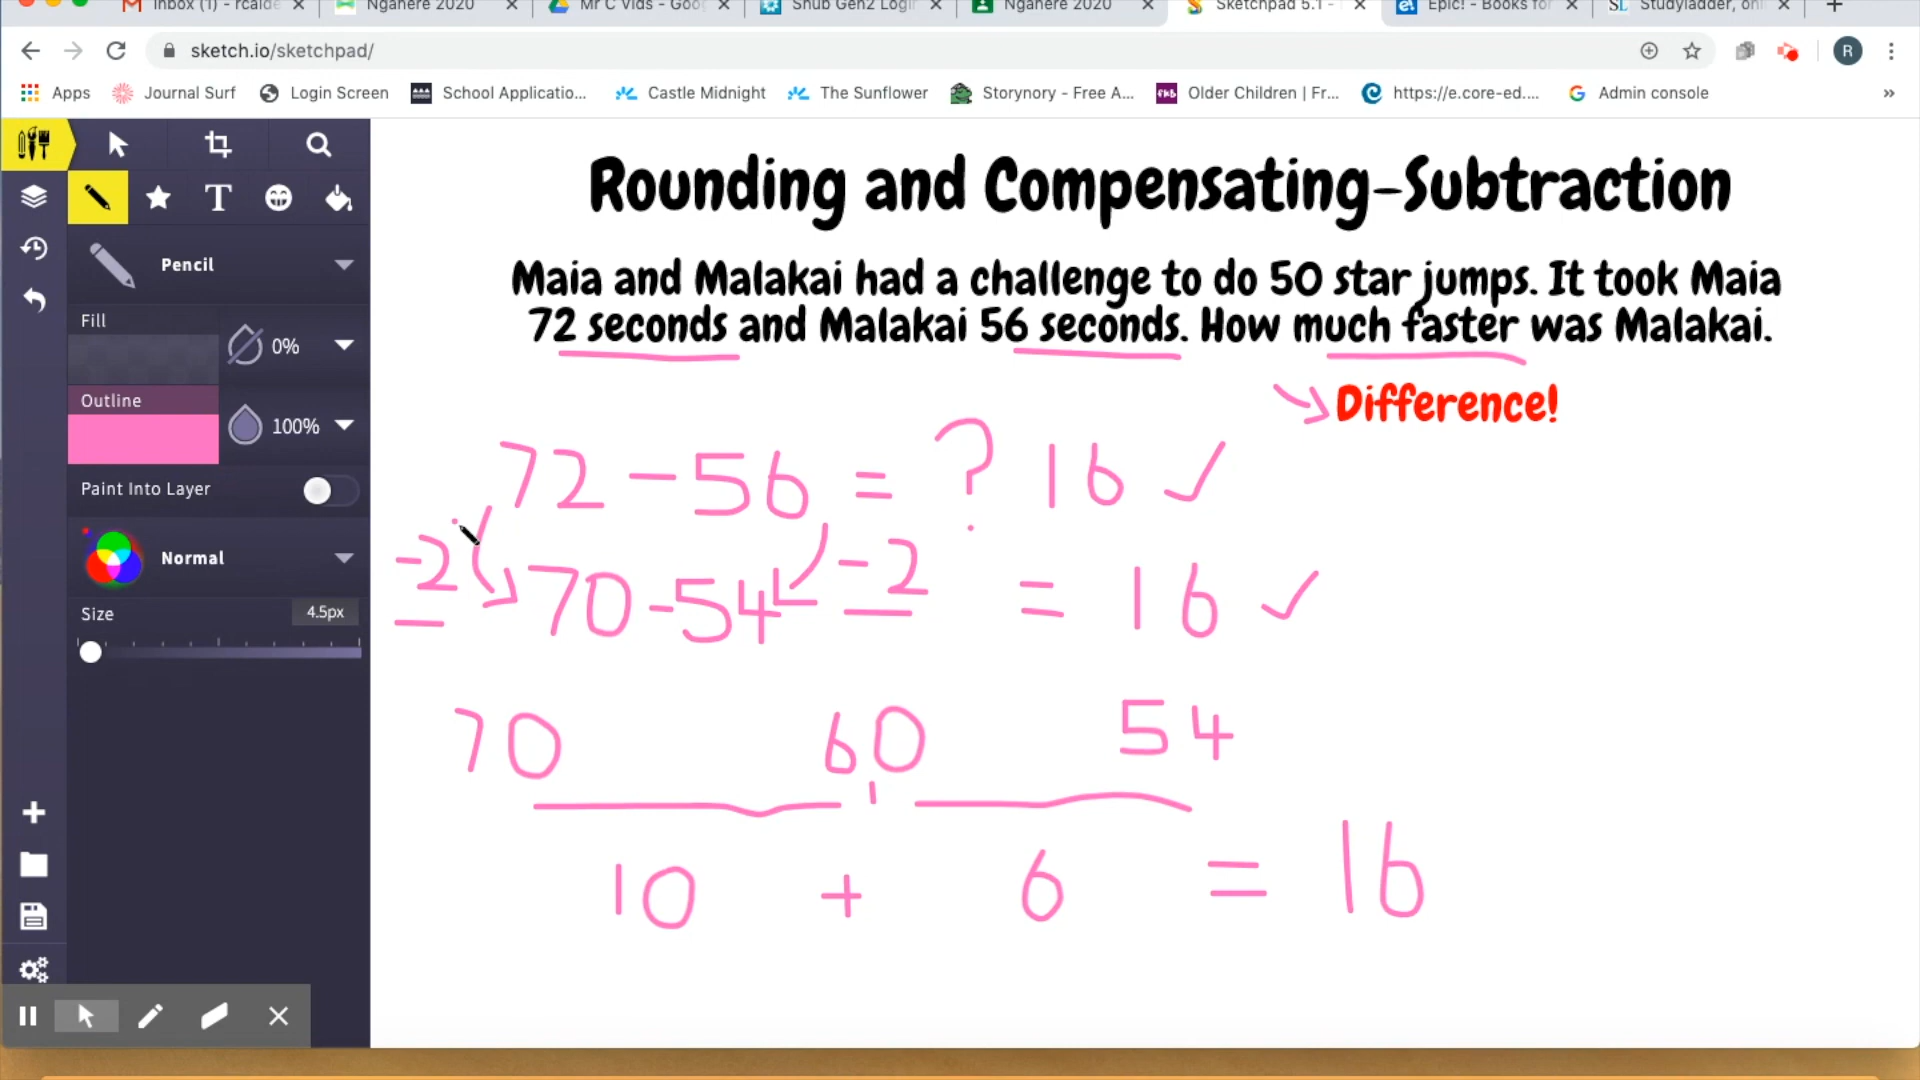 Inbox (1) - rcalde
Nganere 2020
Mr C Vids - Goog
Shub Gen2 Login
Nganere 2020
Sketchpad 5.1 -
Epic! - Books for
Studyladder, onli
sketch.io/sketchpad/
R
Apps
Journal Surf
Login Screen
School Applicatio...
Castle Midnight
The Sunflower
Storynory - Free A...
Older Children | Fr...
https://e.core-ed....
Admin console
»
Pencil
Fill
0%
Outline
100%
Paint Into Layer
Normal
Size
4.5px
Rounding and Compensating-Subtraction
Maia and Malakai had a challenge to do 50 star jumps. It took Maia
72 seconds and Malakai 56 seconds. How much faster was Malakai.
Difference!
72 - 56 = ? 16 ✓
-2 70 - 54 -2 = 16 ✓
70 60 54
10 + 6 = 16